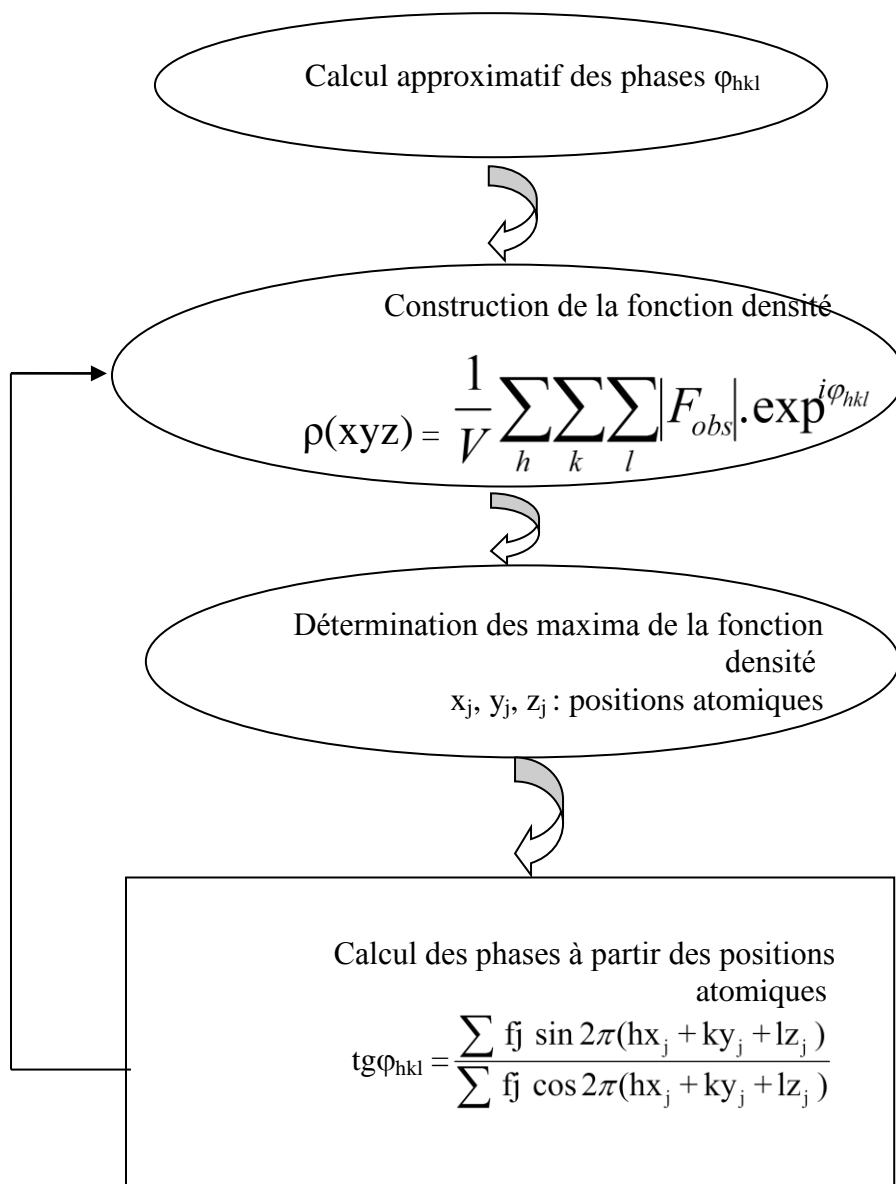 Calcul approximatif des phases φhkl
Construction de la fonction densité
ρ(xyz) = 1/V ∑h ∑k ∑l |Fobs|.exp^iφhkl
Détermination des maxima de la fonction
densité
xj, yj, zj : positions atomiques
Calcul des phases à partir des positions
atomiques
tgφhkl = ∑ fj sin 2π(hxj + kyj + lzj) / ∑ fj cos 2π(hxj + kyj + lzj)